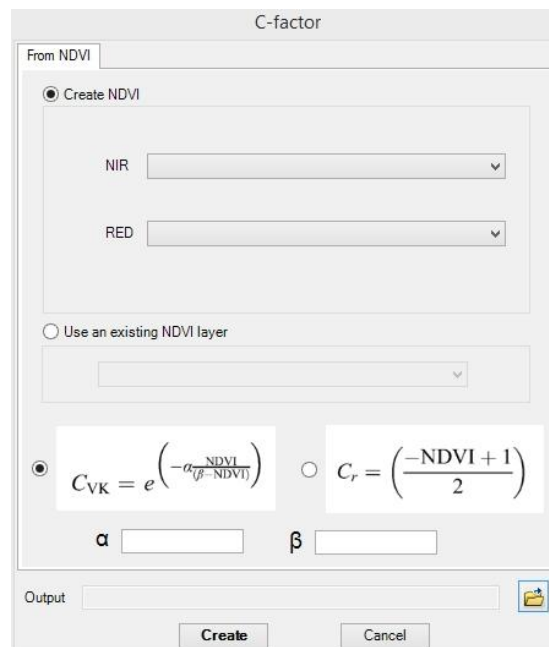 C-factor
From NDVI
Create NDVI
NIR
RED
Use an existing NDVI layer
C_VK = e^(-α NDVI/(β-NDVI))
C_r = ((-NDVI + 1)/2)
α
β
Output
Create
Cancel